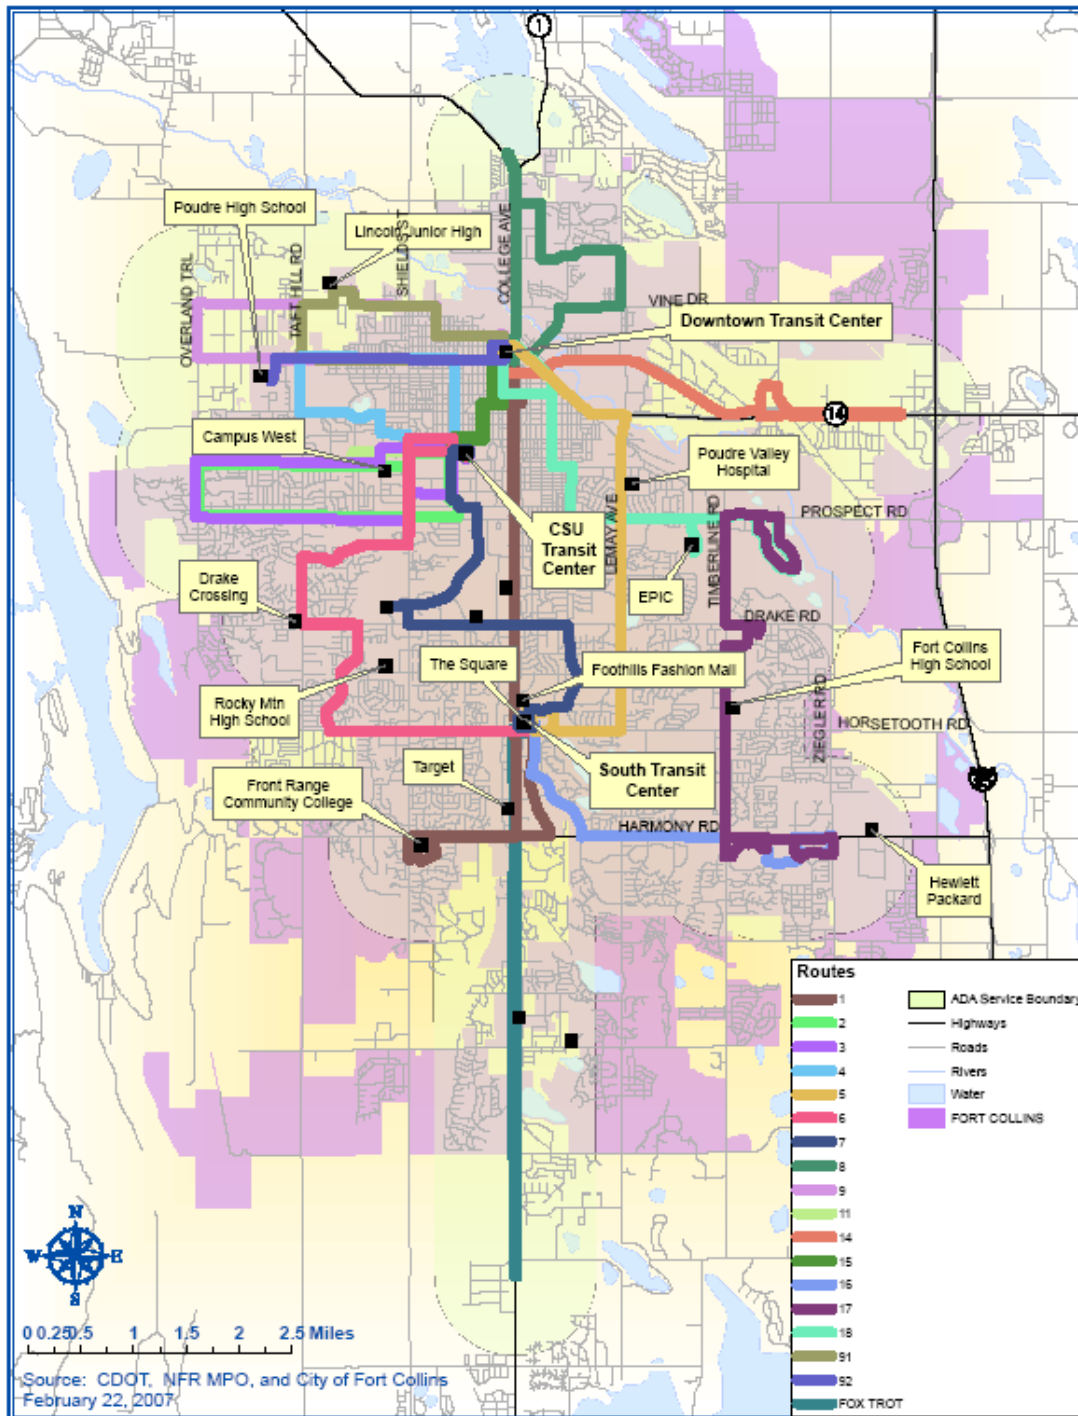 1
Poudre High School
Lincoln Junior High
OVERLAND TRL
TAFT HILL RD
SHIELDS ST
COLLEGE AVE
VINE DR
Downtown Transit Center
14
Campus West
Poudre Valley
Hospital
LEMAY AVE
TIMBERLINE RD
PROSPECT RD
CSU
Transit
Center
Drake
Crossing
EPIC
DRAKE RD
Fort Collins
High School
The Square
Foothills Fashion Mall
Rocky Mtn
High School
ZIEGLER RD
HORSETOOTH RD
Target
South Transit
Center
Front Range
Community College
HARMONY RD
Hewlett
Packard
Routes
1
2
3
4
5
6
7
8
9
11
14
15
16
17
18
91
92
FOX TROT
ADA Service Boundary
Highways
Roads
Rivers
Water
FORT COLLINS
N
W E
S
0 0.250.5 1 1.5 2 2.5 Miles
Source: CDOT, NFR MPO, and City of Fort Collins
February 22, 2007